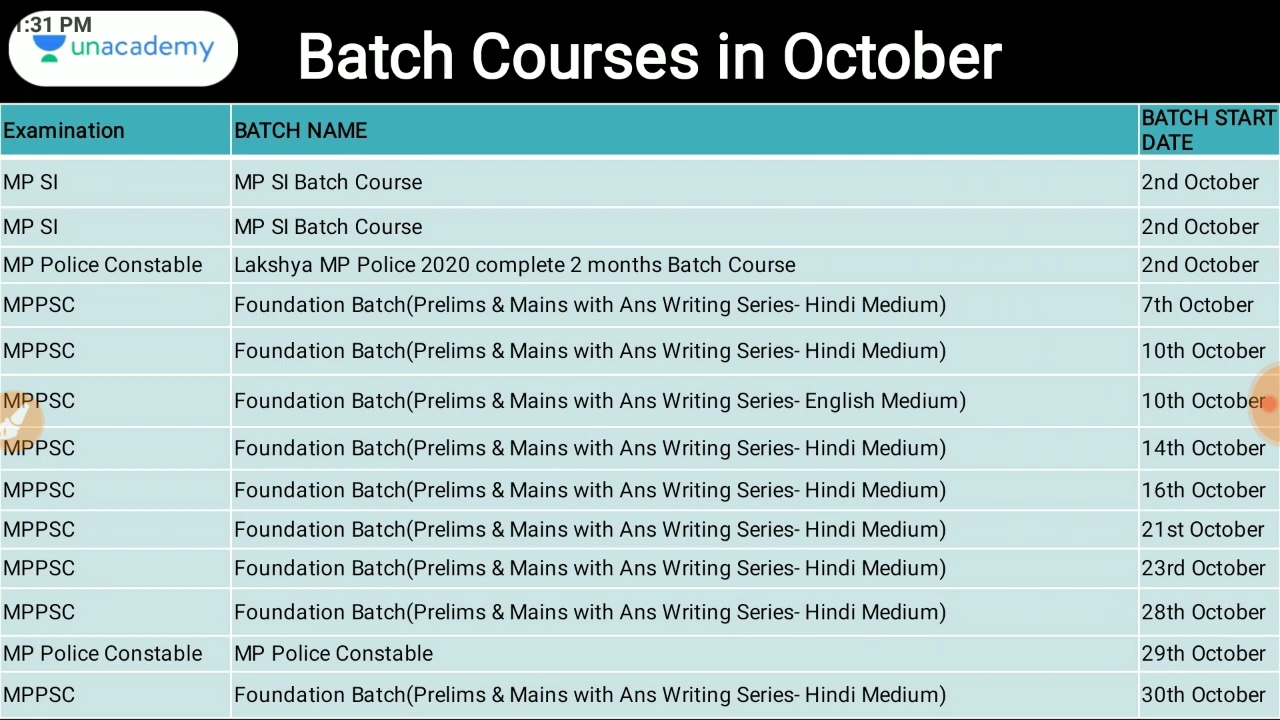 1:31 PM
unacademy
Batch Courses in October
Examination BATCH NAME BATCH START DATE
MP SI MP SI Batch Course 2nd October
MP SI MP SI Batch Course 2nd October
MP Police Constable Lakshya MP Police 2020 complete 2 months Batch Course 2nd October
MPPSC Foundation Batch(Prelims & Mains with Ans Writing Series- Hindi Medium) 7th October
MPPSC Foundation Batch(Prelims & Mains with Ans Writing Series- Hindi Medium) 10th October
MPPSC Foundation Batch(Prelims & Mains with Ans Writing Series- English Medium) 10th October
MPPSC Foundation Batch(Prelims & Mains with Ans Writing Series- Hindi Medium) 14th October
MPPSC Foundation Batch(Prelims & Mains with Ans Writing Series- Hindi Medium) 16th October
MPPSC Foundation Batch(Prelims & Mains with Ans Writing Series- Hindi Medium) 21st October
MPPSC Foundation Batch(Prelims & Mains with Ans Writing Series- Hindi Medium) 23rd October
MPPSC Foundation Batch(Prelims & Mains with Ans Writing Series- Hindi Medium) 28th October
MP Police Constable MP Police Constable 29th October
MPPSC Foundation Batch(Prelims & Mains with Ans Writing Series- Hindi Medium) 30th October